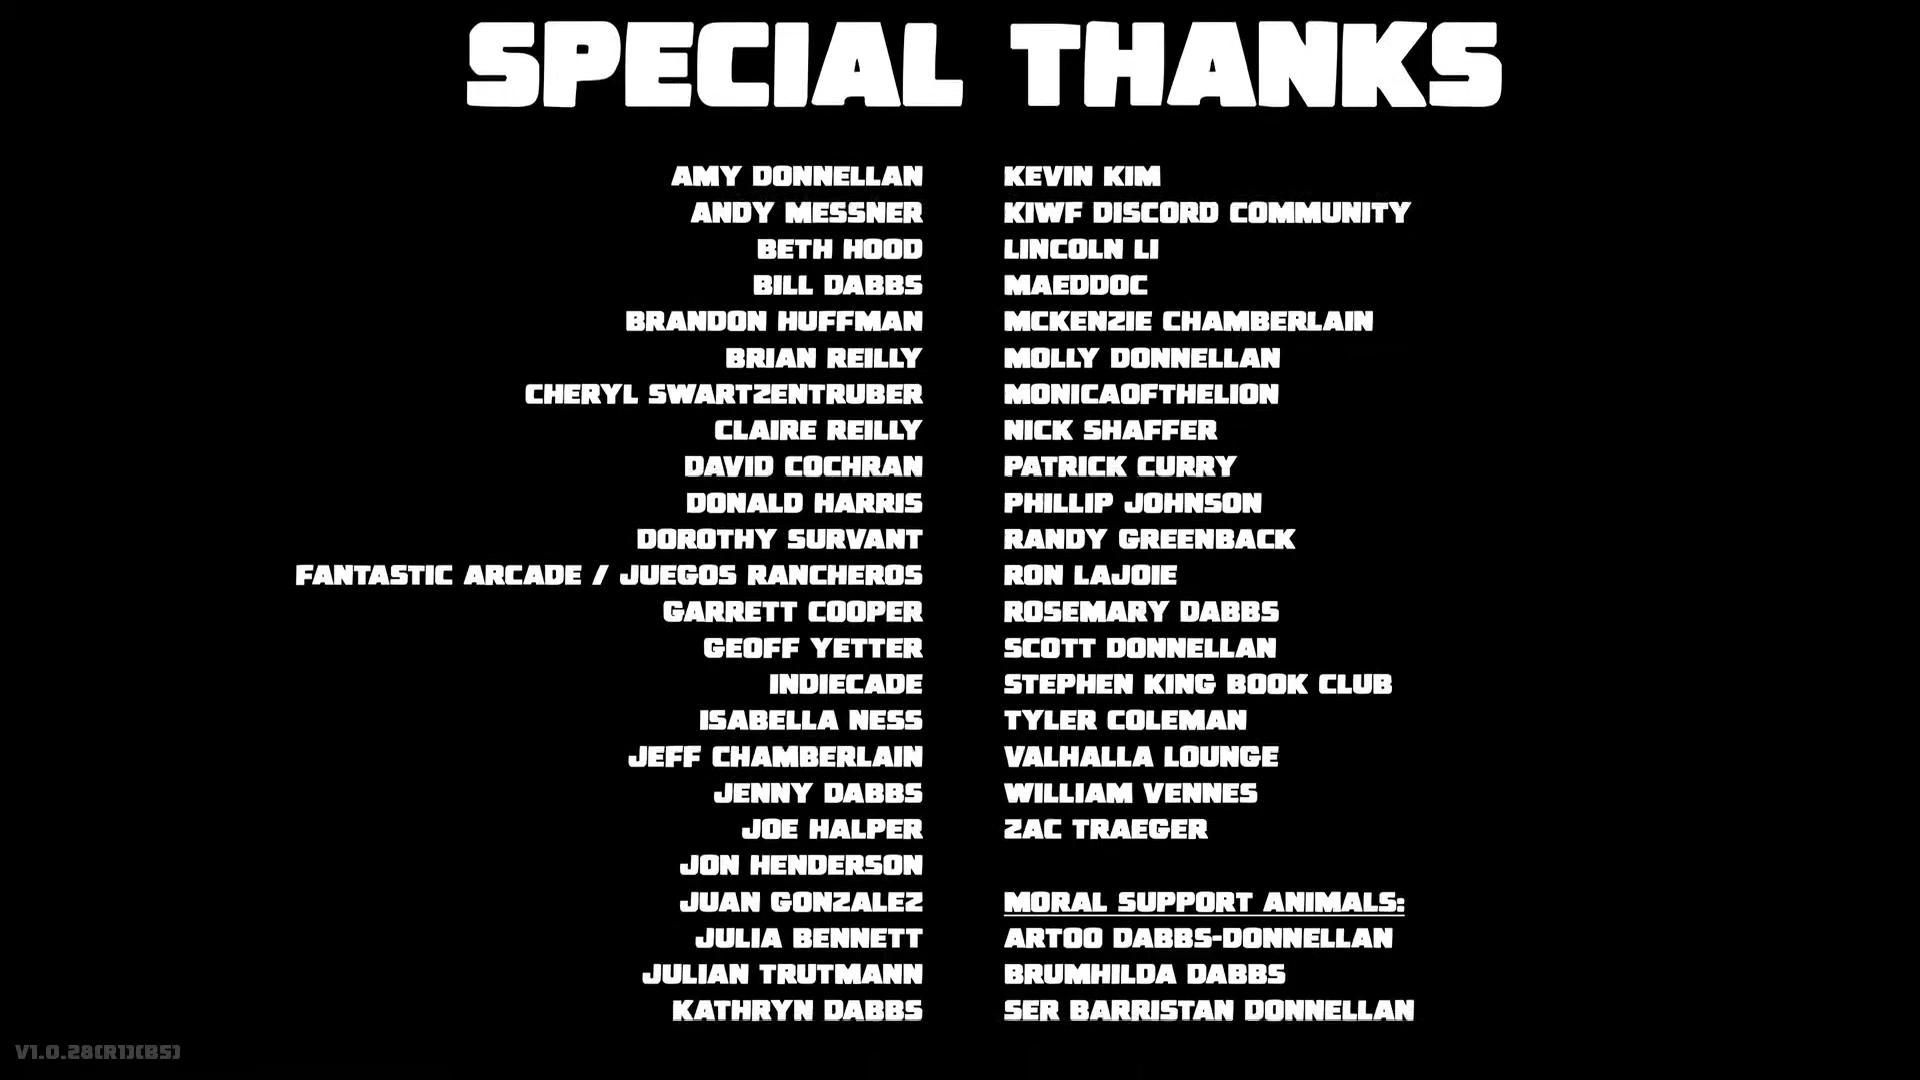 SPECIAL THANKS
AMY DONNELLAN
ANDY MESSNER
BETH HOOD
BILL DABBS
BRANDON HUFFMAN
BRIAN REILLY
CHERYL SWARTZENTRUBER
CLAIRE REILLY
DAVID COCHRAN
DONALD HARRIS
DOROTHY SURVANT
FANTASTIC ARCADE / JUEGOS RANCHEROS
GARRETT COOPER
GEOFF YETTER
INDIECADE
ISABELLA NESS
JEFF CHAMBERLAIN
JENNY DABBS
JOE HALPER
JON HENDERSON
JUAN GONZALEZ
JULIA BENNETT
JULIAN TRUTMANN
KATHRYN DABBS
KEVIN KIM
KIWF DISCORD COMMUNITY
LINCOLN LI
MAEDDOC
MCKENZIE CHAMBERLAIN
MOLLY DONNELLAN
MONICAOFTHELION
NICK SHAFFER
PATRICK CURRY
PHILLIP JOHNSON
RANDY GREENBACK
RON LAJOIE
ROSEMARY DABBS
SCOTT DONNELLAN
STEPHEN KING BOOK CLUB
TYLER COLEMAN
VALHALLA LOUNGE
WILLIAM VENNES
ZAC TRAEGER
MORAL SUPPORT ANIMALS:
ARTOO DABBS-DONNELLAN
BRUMHILDA DABBS
SER BARRISTAN DONNELLAN
V1.0.28(R1)(B5)